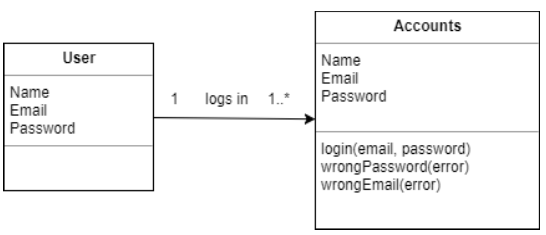 User
Name
Email
Password
1 logs in 1..*
Accounts
Name
Email
Password
login(email, password)
wrongPassword(error)
wrongEmail(error)